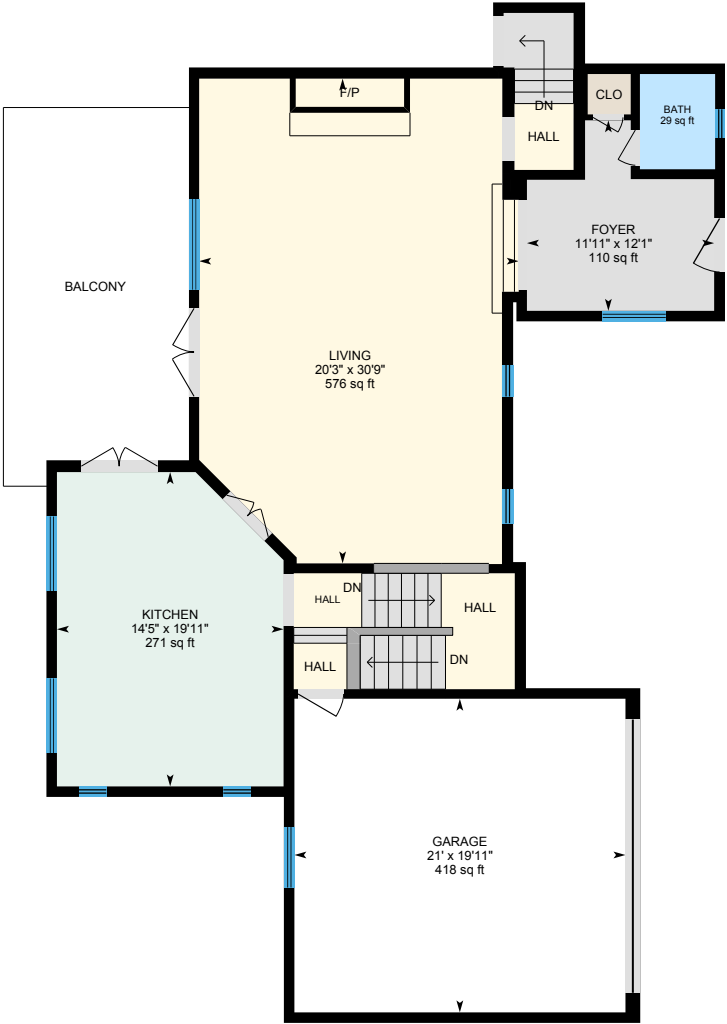 F/P
DN
HALL
CLO
BATH
29 sq ft
FOYER
11'11" x 12'1"
110 sq ft
BALCONY
LIVING
20'3" x 30'9"
576 sq ft
DN
HALL
HALL
KITCHEN
14'5" x 19'11"
271 sq ft
HALL
DN
GARAGE
21' x 19'11"
418 sq ft